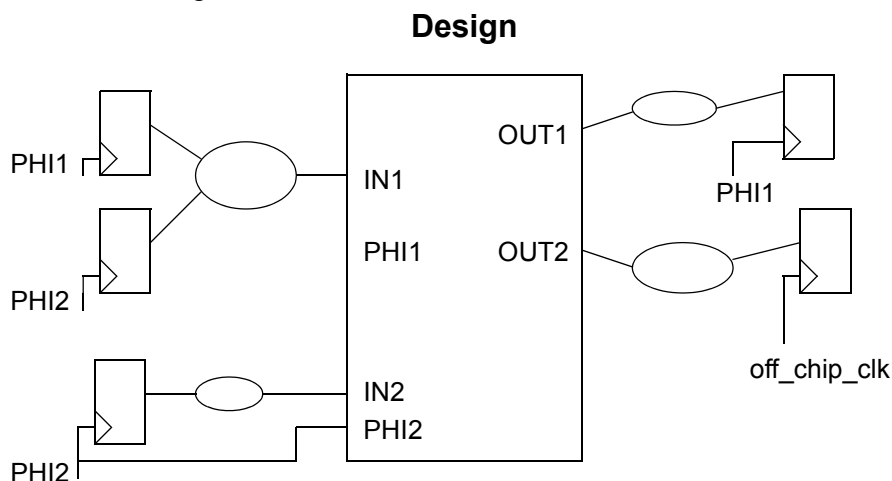 Design
PHI1
PHI2
PHI2
IN1
PHI1
IN2
PHI2
OUT1
OUT2
PHI1
off_chip_clk